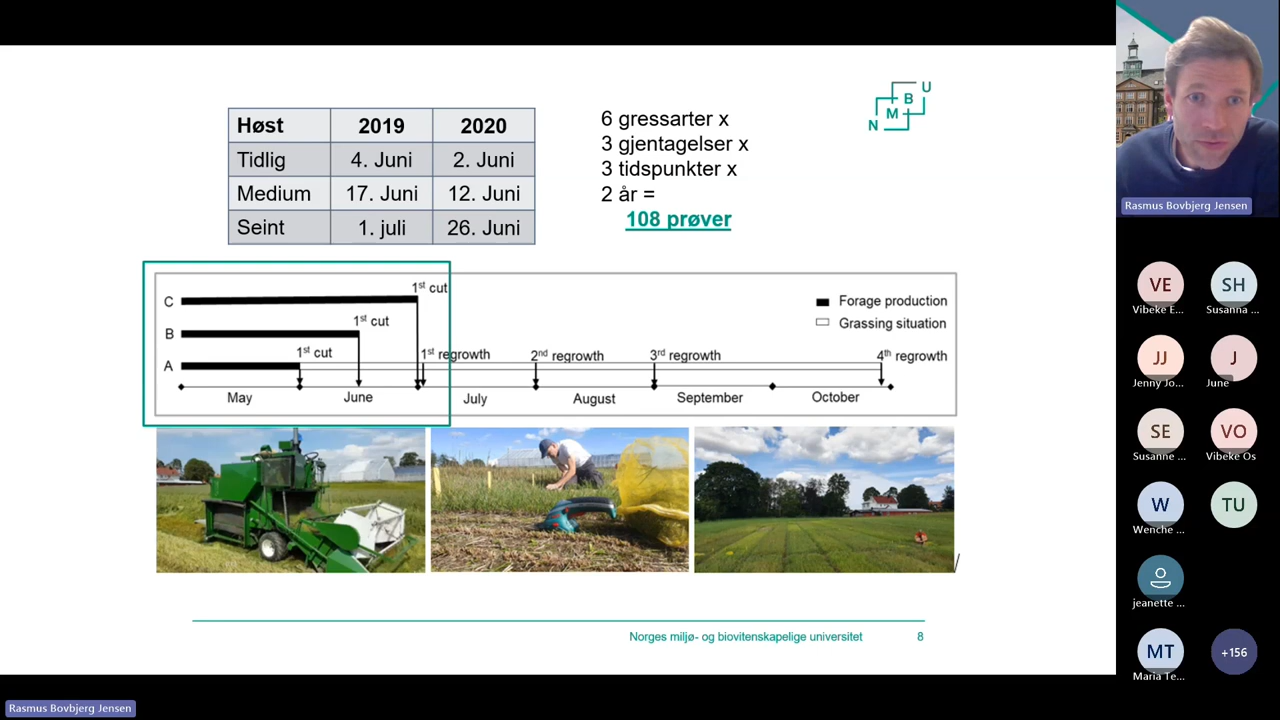 Høst 2019 2020
Tidlig 4. Juni 2. Juni
Medium 17. Juni 12. Juni
Seint 1. juli 26. Juni
6 gressarter x
3 gjentagelser x
3 tidspunkter x
2 år =
108 prøver
N M B U
C 1st cut
B 1st cut
A 1st cut 1st regrowth 2nd regrowth 3rd regrowth 4th regrowth
May June July August September October
Forage production
Grassing situation
Norges miljø- og biovitenskapelige universitet 8
Rasmus Bovbjerg Jensen
VE SH
Vibeke E... Susanna ...
JJ J
Jenny Jo... June
SE VO
Susanne ... Vibeke Os
W TU
Wenche ...
jeanette ...
MT +156
Maria Te...
Rasmus Bovbjerg Jensen